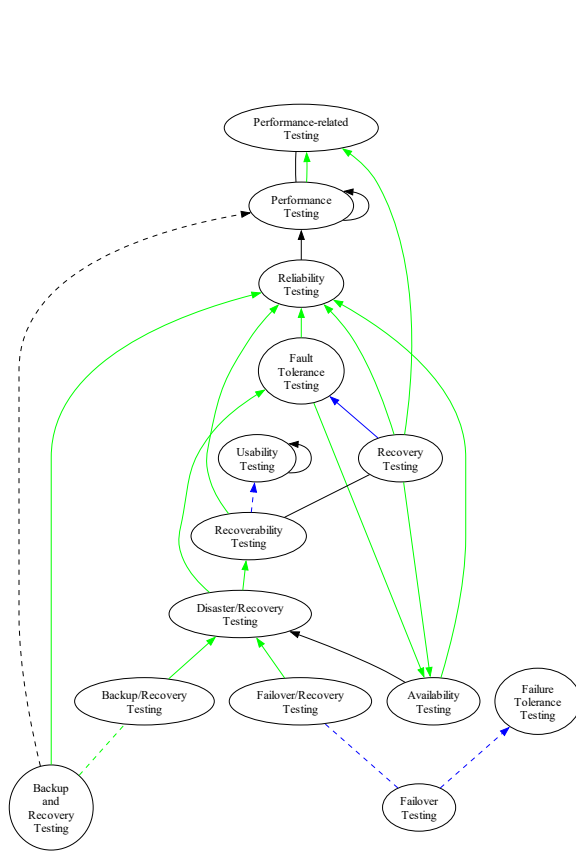 Performance-related
Testing
Performance
Testing
Reliability
Testing
Fault
Tolerance
Testing
Usability
Testing
Recovery
Testing
Recoverability
Testing
Disaster/Recovery
Testing
Backup/Recovery
Testing
Failover/Recovery
Testing
Availability
Testing
Failure
Tolerance
Testing
Backup
and
Recovery
Testing
Failover
Testing